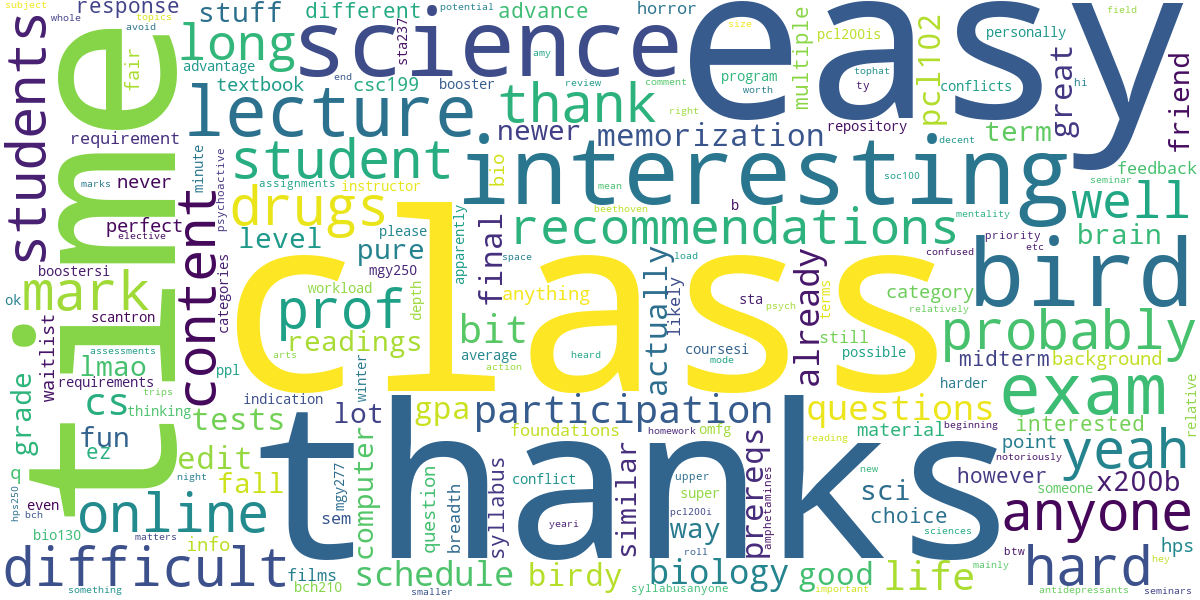 response
stuff
different
advance
horror
multiple
size
subject
whole
topics
potential
field
avoid
students
time
fair
long
science
sta237
easy
pcl200is
personally
advantage
textbook
csc199
booster
amy
end
review
comment
program
worth
tophat
ty
conflicts
hi
pcl102
great
friend
requirement
lecture
thank
right
newer
memorization
repository
term
decent
feedback
marks
never
minute
student
bio
interesting
assignments
instructor
mean
soc100
seminar
well
perfect
elective
content
psychoactive
drugs
apparently
beethoven
recommendations
b
mentality
brain
level
please
pure
mgy250
final
space
load
actually
likely
already
confused
priority
etc
bird
boostersi
ok
mark
scantron
categories
workload
depth
class
anything
sta
psych
terms
category
relatively
prof
readings
bit
average
coursesi
mode
still
possible
probably
waitlist
lmao
assessments
ppl
arts
heard
action
winter
harder
midterm
background
requirements
trips
cs
thinking
indication
lot
gpa
participation
questions
exam
relative
grade
tests
thanks
foundations
homework
omfg
material
beginning
interested
fun
ez
edit
computer
reading
point
notoriously
yeah
q
night
fall
mgy277
sem
question
breadth
syllabus
conflict
similar
upper
super
prereqs
amphetamines
new
sci
however
someone
x200b
hps250
even
bch
online
yeari
pcl200i
way
choice
sciences
anyone
bio130
matters
info
roll
btw
hps
hey
difficult
films
bch210
schedule
birdy
biology
good
life
mainly
hard
something
smaller
syllabusanyone
important
antidepressants
seminars